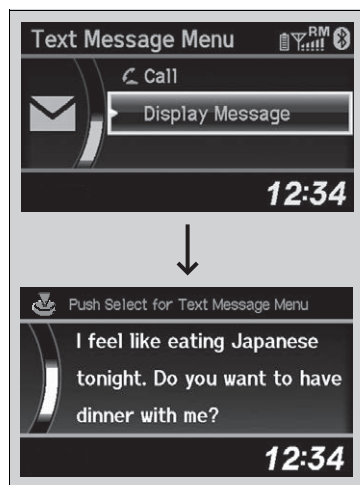 Text Message Menu RM
Call
Display Message
12:34
Push Select for Text Message Menu
I feel like eating Japanese
tonight. Do you want to have
dinner with me?
12:34